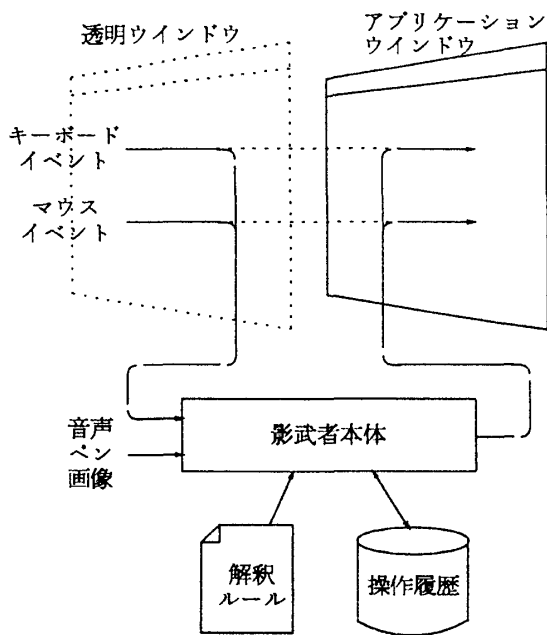 透明ウインドウ
アプリケーション
ウインドウ
キーボード
イベント
マウス
イベント
音声
ペン
画像
影武者本体
解釈
ルール
操作履歴